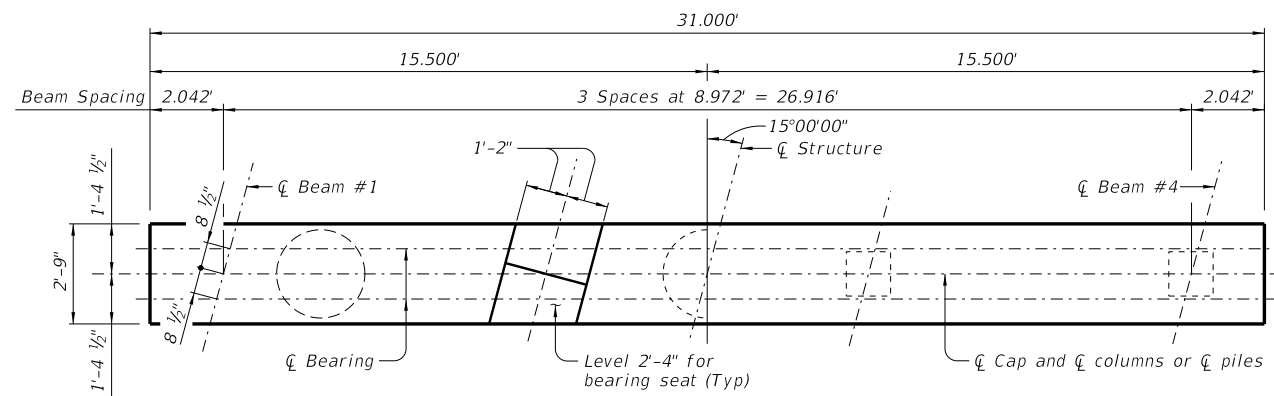 31.000'
15.500'
15.500'
Beam Spacing
2.042'
3 Spaces at 8.972' = 26.916'
2.042'
15°00'00"
℄ Structure
1'-2"
℄ Beam #1
℄ Beam #4
1'-4 ½"
8 ½"
2'-9"
8 ½"
1'-4 ½"
℄ Bearing
Level 2'-4" for
bearing seat (Typ)
℄ Cap and ℄ columns or ℄ piles